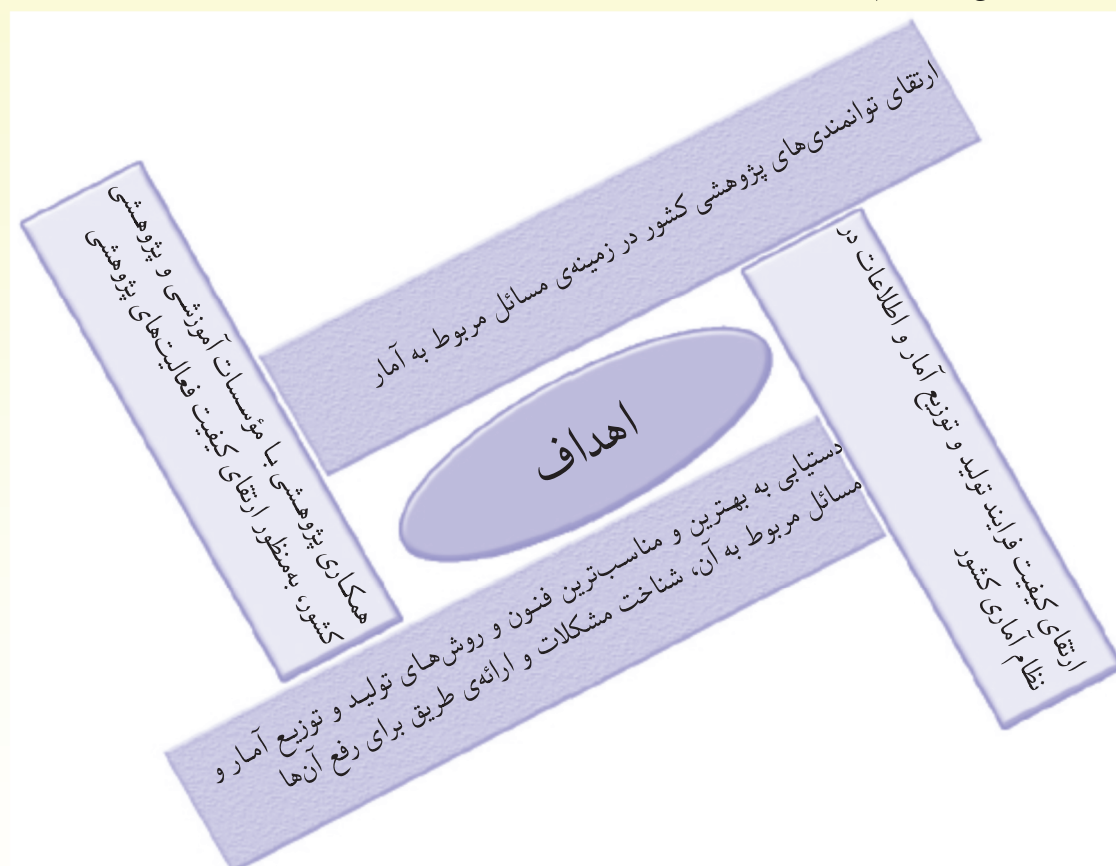 ارتقای توانمندی‌های پژوهشی کشور در زمینه‌ی مسائل مربوط به آمار
ارتقای کیفیت فرایند تولید و توزیع آمار و اطلاعات در
نظام آماری کشور
اهداف
همکاری پژوهشی با مؤسسات آموزشی و پژوهشی
کشور، به‌منظور ارتقای کیفیت فعالیت‌های پژوهشی
دستیابی به بهترین و مناسب‌ترین فنون و روش‌های تولید و توزیع آمار و
مسائل مربوط به آن، شناخت مشکلات و ارائه‌ی طریق برای رفع آن‌ها